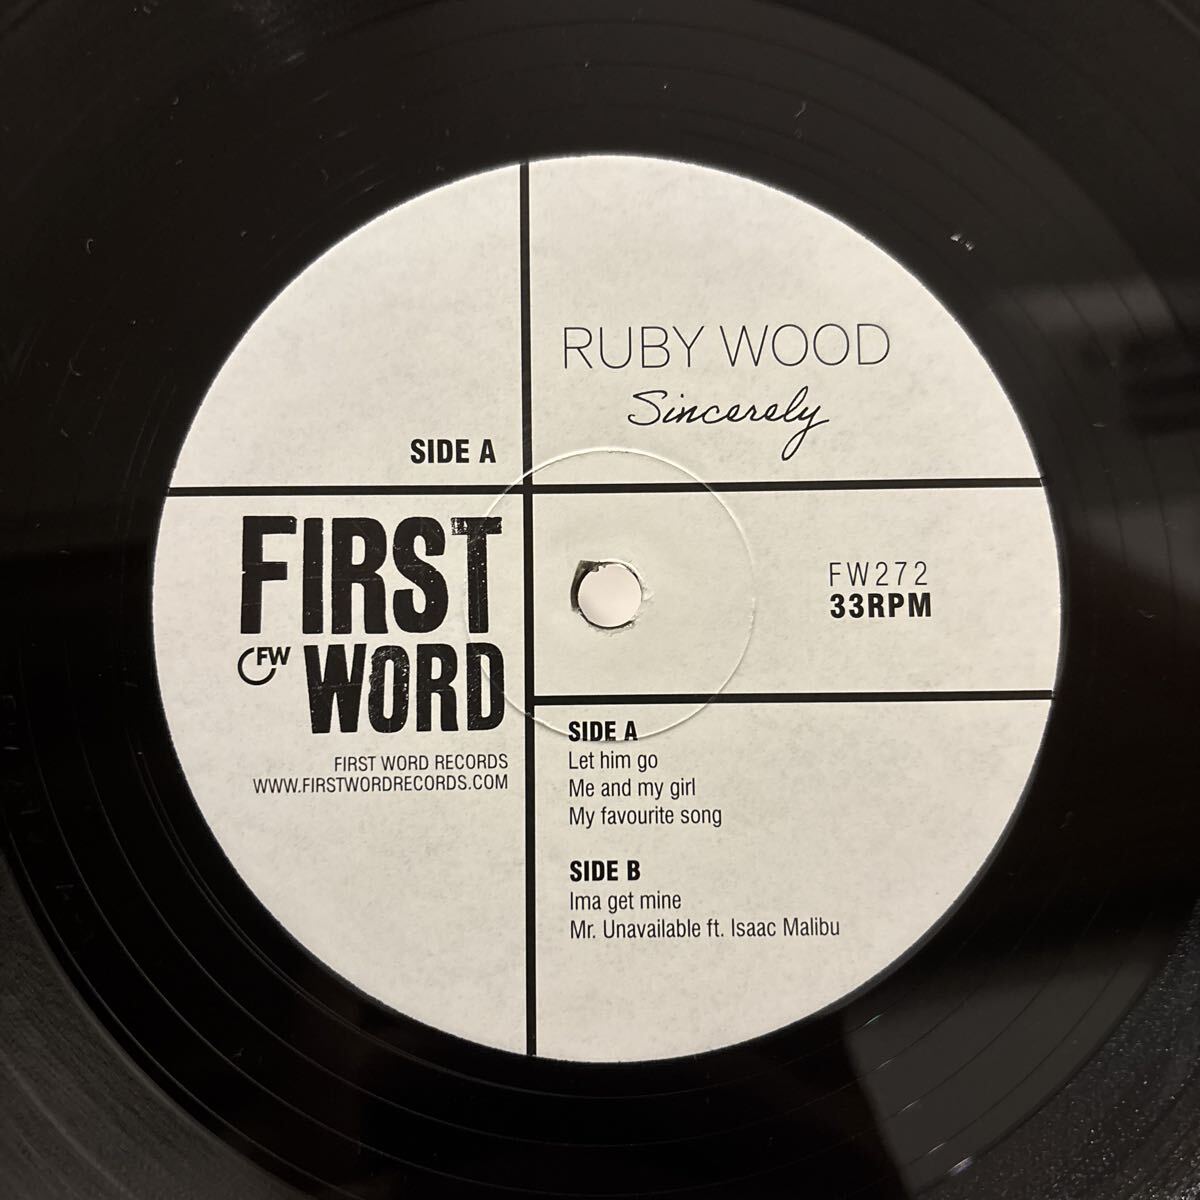 RUBY WOOD
Sincerely
SIDE A
FIRST
FW WORD
FIRST WORD RECORDS
WWW.FIRSTWORDRECORDS.COM
FW272
33RPM
SIDE A
Let him go
Me and my girl
My favourite song
SIDE B
Ima get mine
Mr. Unavailable ft. Isaac Malibu